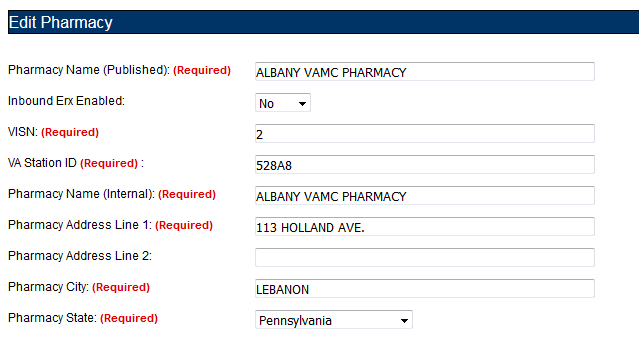 Edit Pharmacy
Pharmacy Name (Published): (Required) ALBANY VAMC PHARMACY
Inbound Erx Enabled: No
VISN: (Required) 2
VA Station ID (Required) : 528A8
Pharmacy Name (Internal): (Required) ALBANY VAMC PHARMACY
Pharmacy Address Line 1: (Required) 113 HOLLAND AVE.
Pharmacy Address Line 2:
Pharmacy City: (Required) LEBANON
Pharmacy State: (Required) Pennsylvania